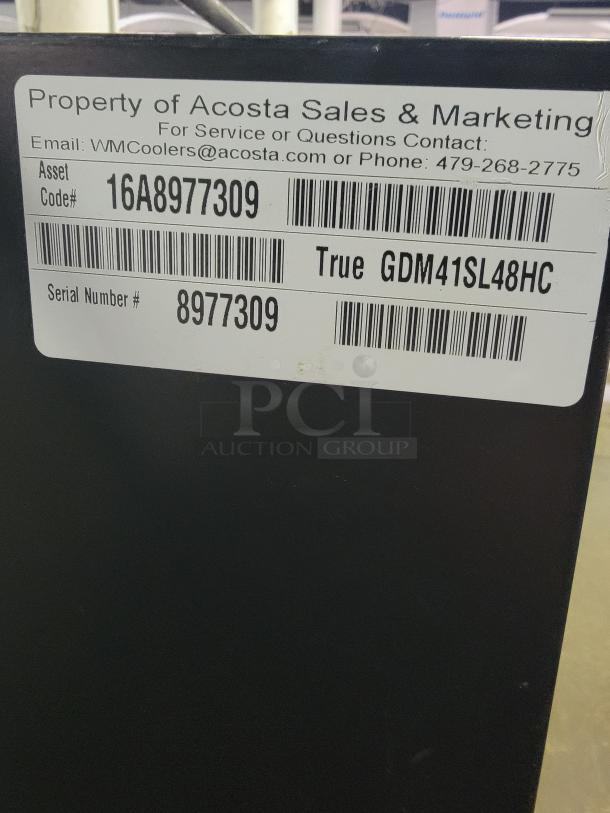 Property of Acosta Sales & Marketing
For Service or Questions Contact:
Email: WMCoolers@acosta.com or Phone: 479-268-2775
Asset
Code# 16A8977309
True GDM41SL48HC
Serial Number # 8977309
PCI
AUCTION GROUP